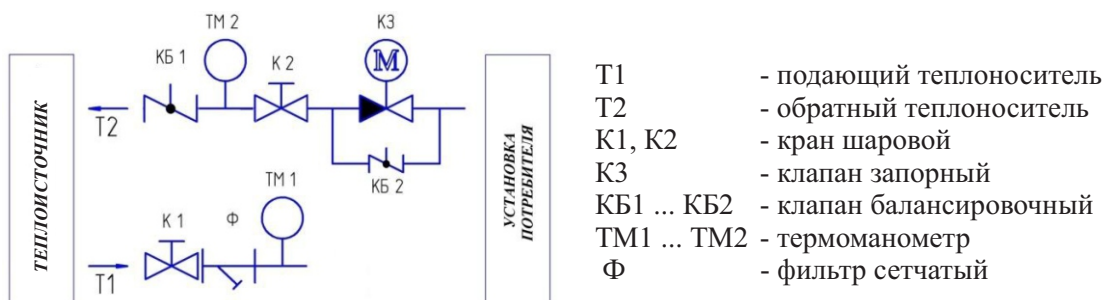 ТМ 2
К3
КБ 1
К 2
М
Т2
КБ 2
ТМ 1
К 1
Ф
Т1
ТЕПЛОИСТОЧНИК
УСТАНОВКА
ПОТРЕБИТЕЛЯ
Т1 - подающий теплоноситель
Т2 - обратный теплоноситель
К1, К2 - кран шаровой
К3 - клапан запорный
КБ1 ... КБ2 - клапан балансировочный
ТМ1 ... ТМ2 - термоманометр
Ф - фильтр сетчатый